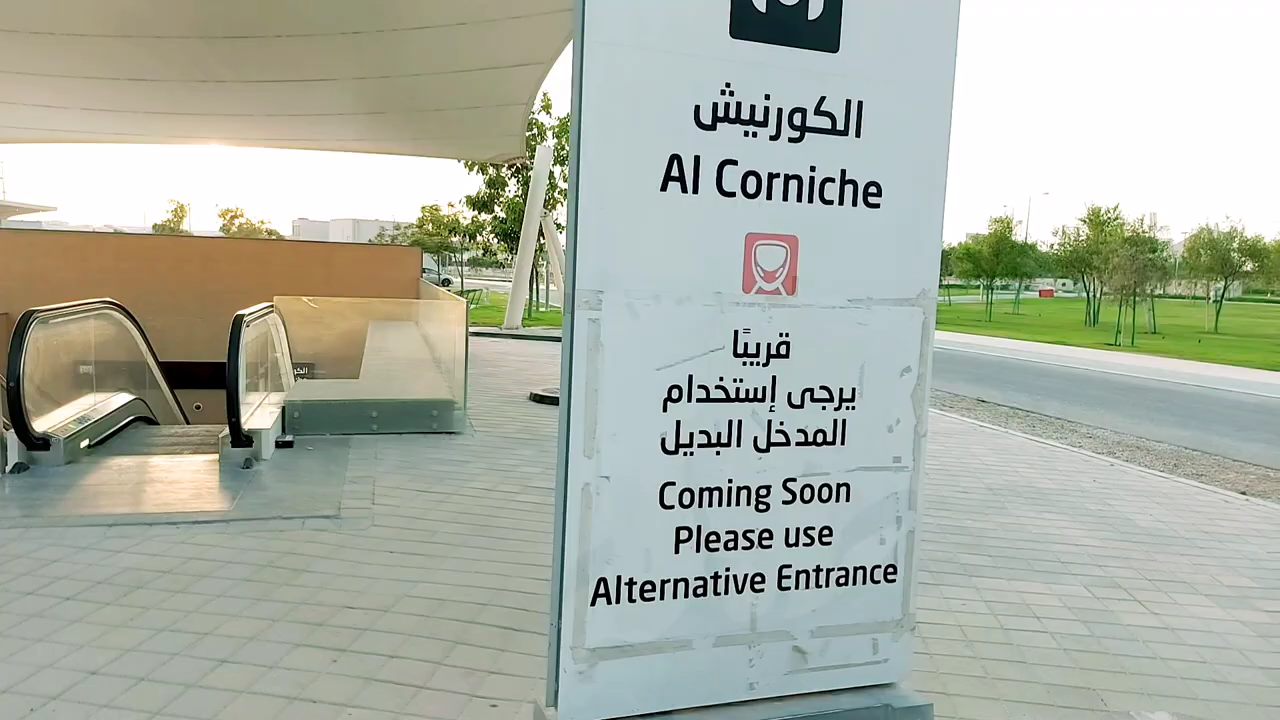 الكورنيش
Al Corniche
قريبًا
يرجى إستخدام
المدخل البديل
Coming Soon
Please use
Alternative Entrance